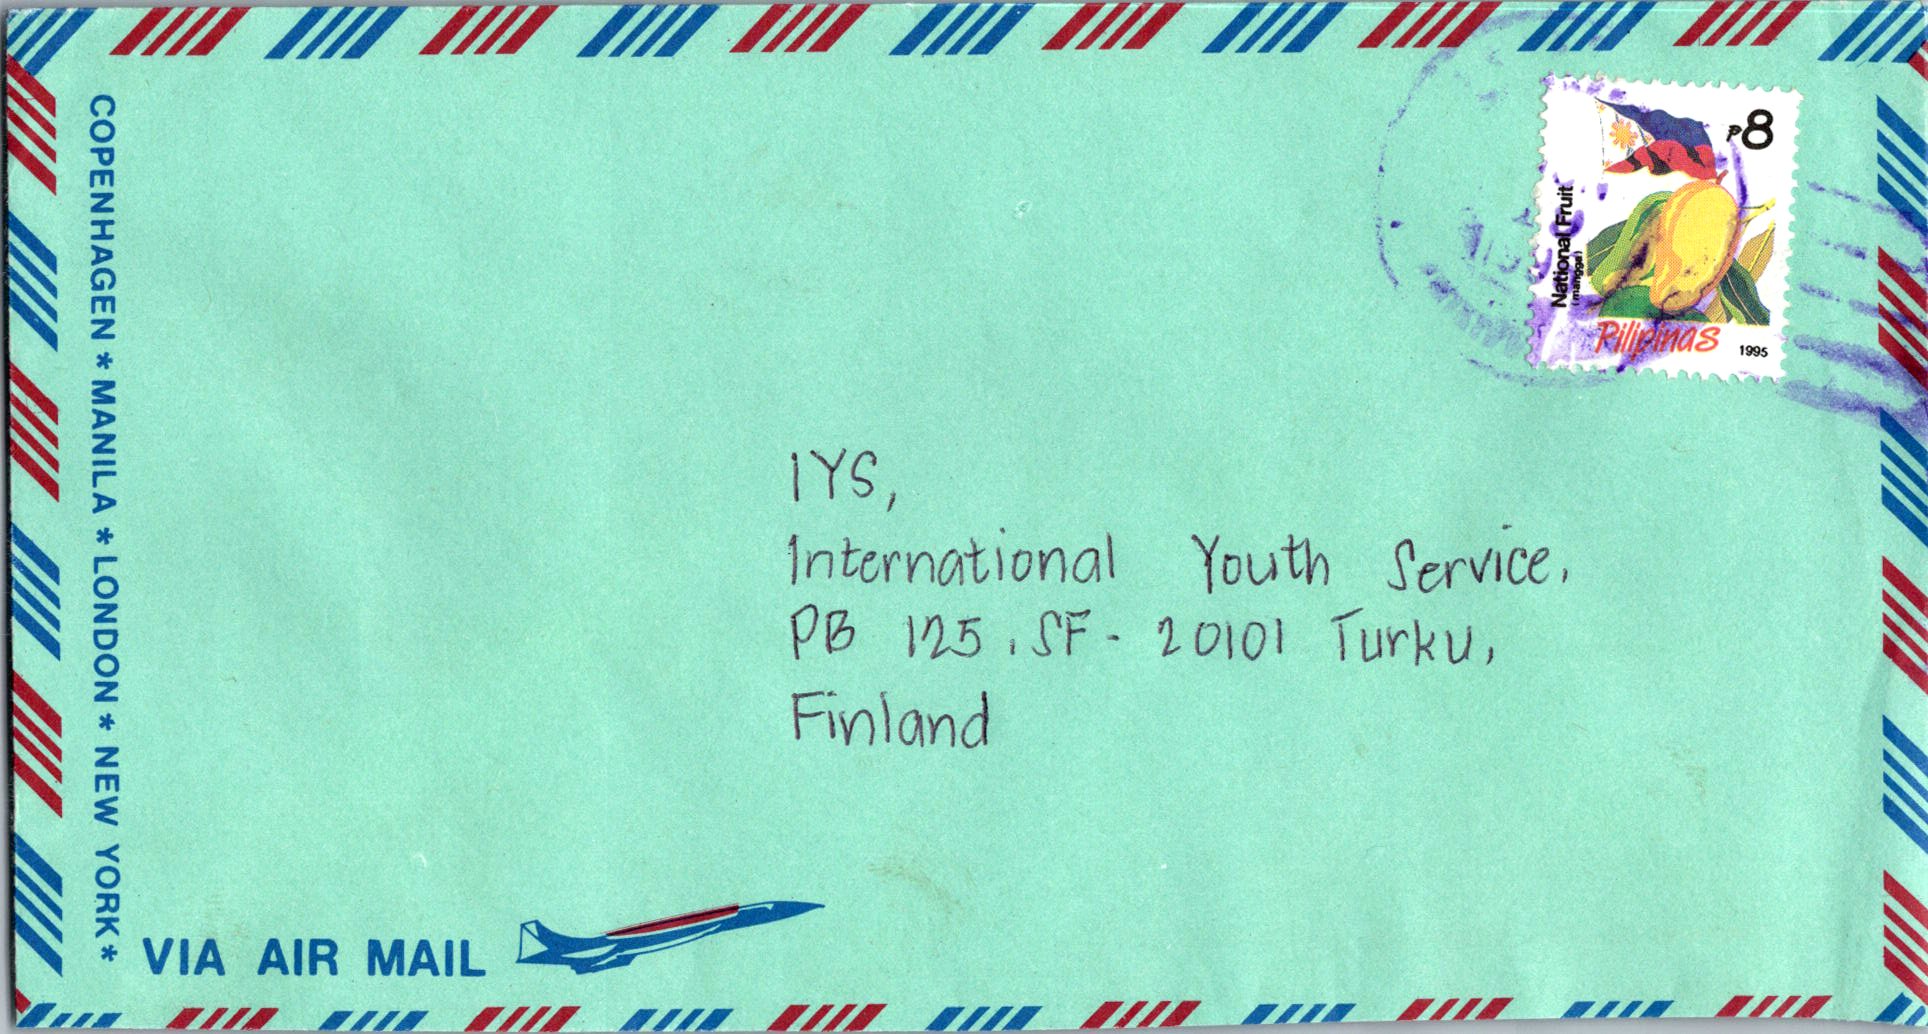 COPENHAGEN * MANILA * LONDON * NEW YORK *
₱8
National Fruit
(mangga)
Pilipinas
1995
IYS,
International Youth Service,
PB 125, SF - 20101 Turku,
Finland
VIA AIR MAIL